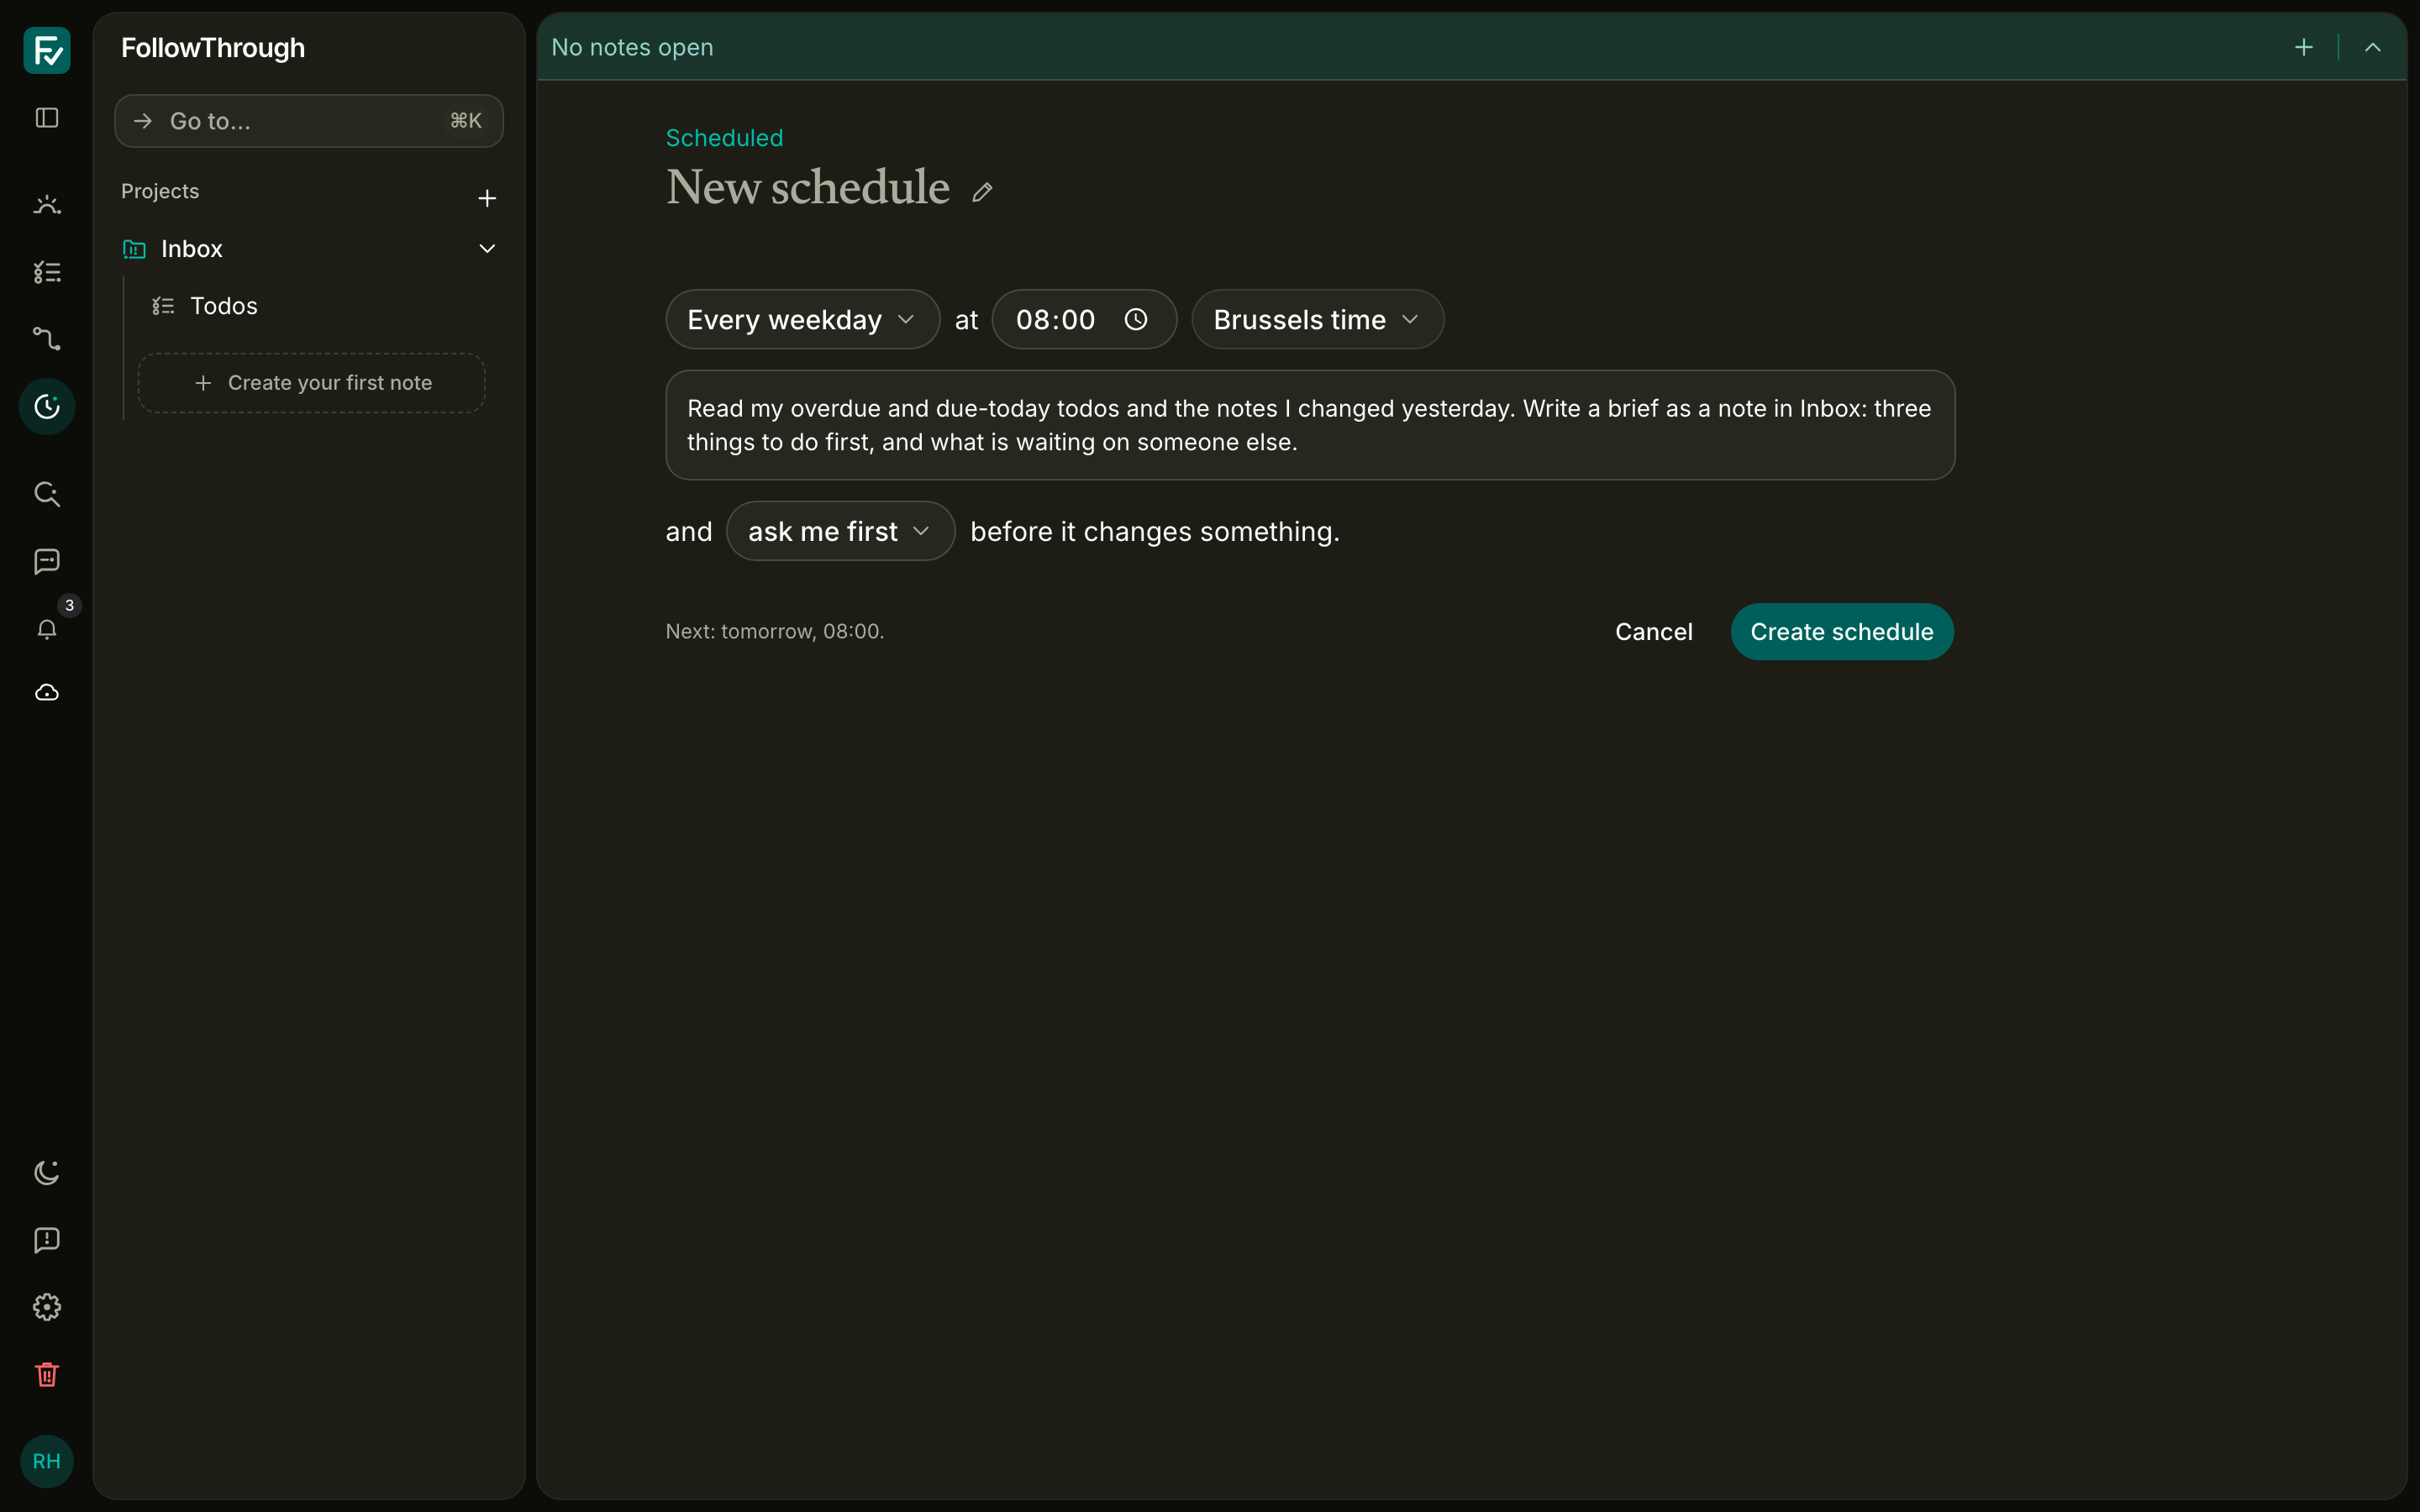 FollowThrough
Go to...
⌘K
Projects
Inbox
Todos
Create your first note
3
RH
No notes open
Scheduled
New schedule
Every weekday at 08:00 Brussels time
Read my overdue and due-today todos and the notes I changed yesterday. Write a brief as a note in Inbox: three
things to do first, and what is waiting on someone else.
and ask me first before it changes something.
Next: tomorrow, 08:00.
Cancel
Create schedule